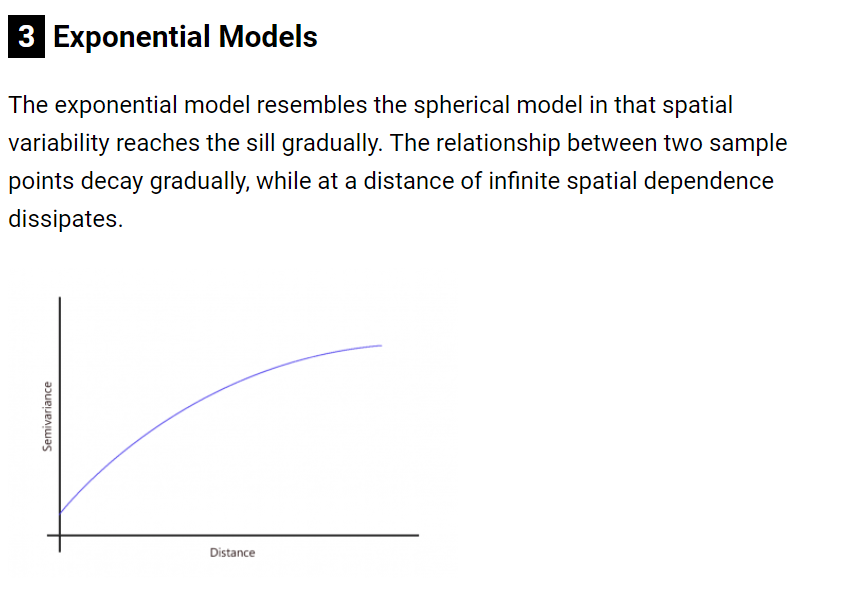 3 Exponential Models
The exponential model resembles the spherical model in that spatial
variability reaches the sill gradually. The relationship between two sample
points decay gradually, while at a distance of infinite spatial dependence
dissipates.
Semivariance
Distance